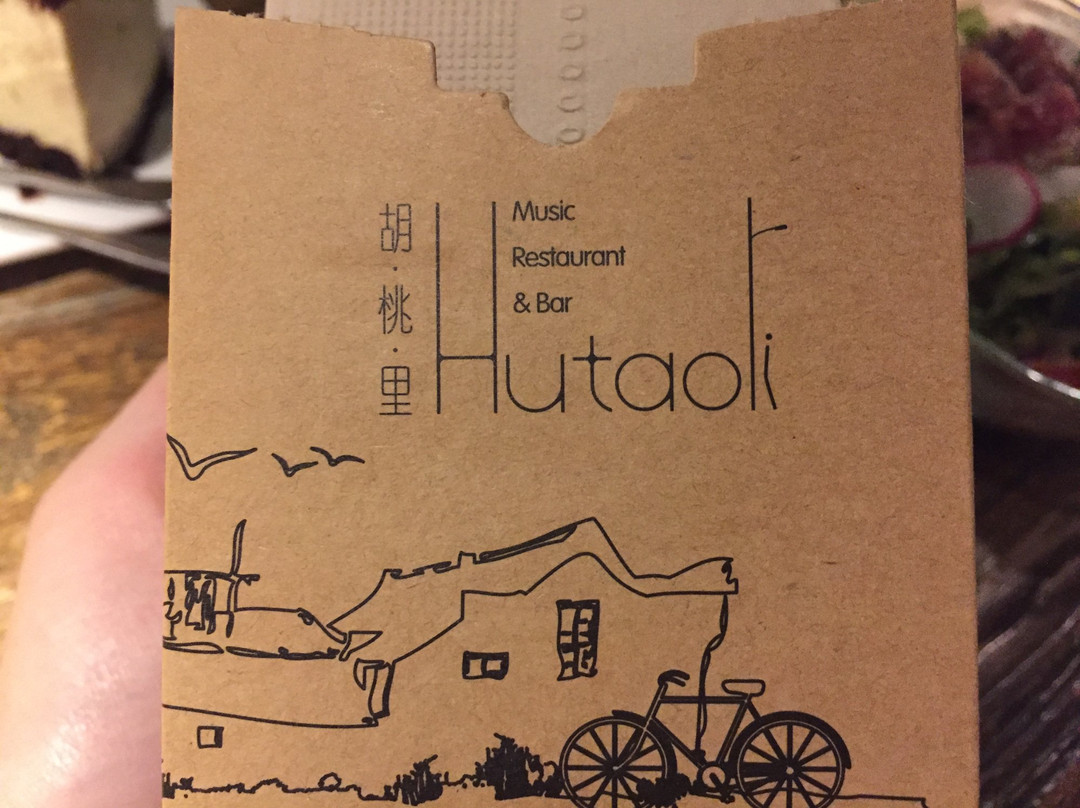 胡·桃·里
Music
Restaurant
& Bar
Hutaoli